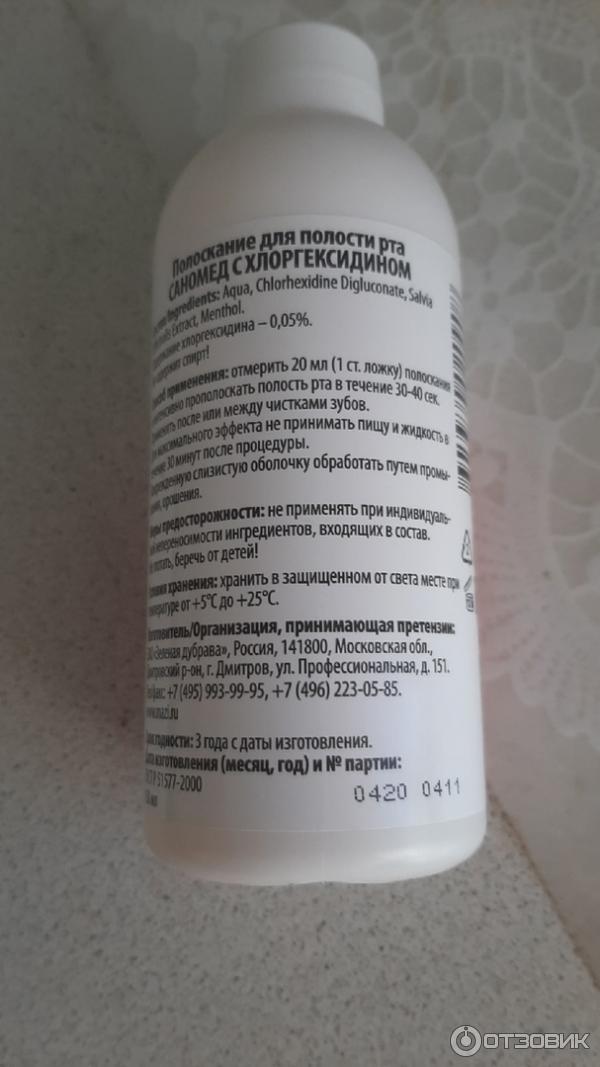 Полоскание для полости рта
САНОМЕД С ХЛОРГЕКСИДИНОМ
Ingredients: Aqua, Chlorhexidine Digluconate, Salvia
Extract, Menthol.
хлоргексидина – 0,05%.
спирт!
применения: отмерить 20 мл (1 ст. ложку) полоскания
прополоскать полость рта в течение 30-40 сек.
после или между чистками зубов.
максимального эффекта не принимать пищу и жидкость в
30 минут после процедуры.
слизистую оболочку обработать путем промы-
орошения.
предосторожности: не применять при индивидуаль-
непереносимости ингредиентов, входящих в состав.
беречь от детей!
хранения: хранить в защищенном от света месте при
от +5°С до +25°С.
Изготовитель/Организация, принимающая претензии:
«Зеленая дубрава», Россия, 141800, Московская обл.,
Дмитровский р-он, г. Дмитров, ул. Профессиональная, д. 151.
+7 (495) 993-99-95, +7 (496) 223-05-85.
3 года с даты изготовления.
изготовления (месяц, год) и № партии:
Р 51577-2000
0420 0411
мл
ОТЗОВИК